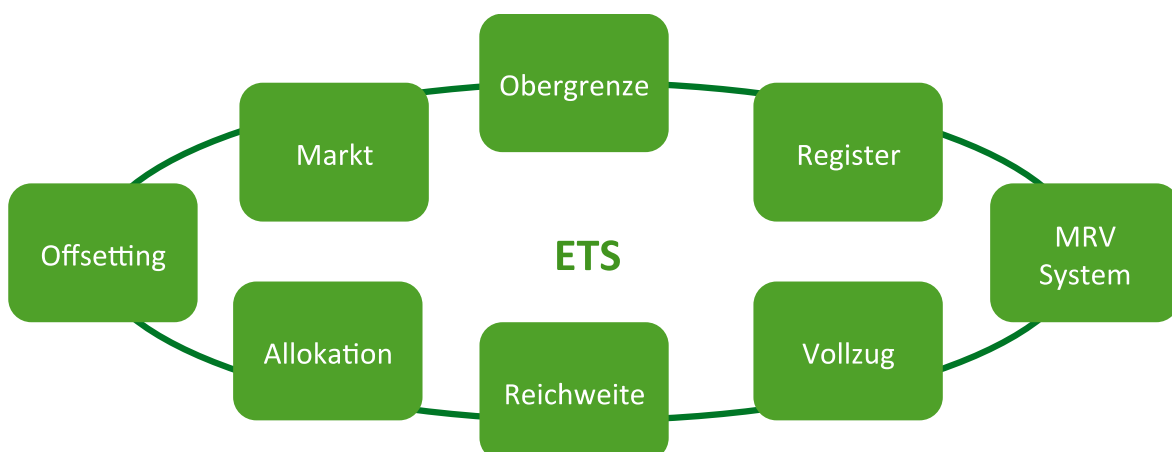 Obergrenze
Markt
Register
Offsetting
ETS
MRV
System
Allokation
Vollzug
Reichweite